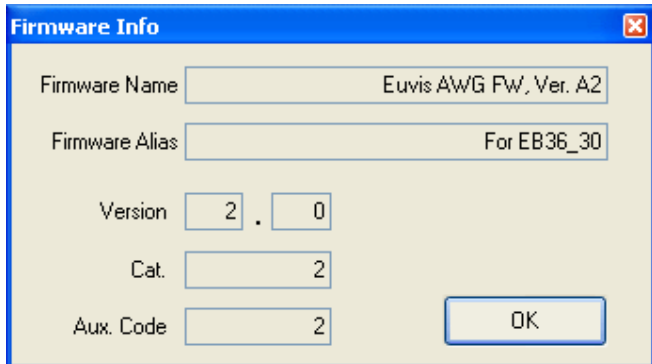 Firmware Info
Firmware Name Euvis AWG FW, Ver. A2
Firmware Alias For EB36_30
Version 2 . 0
Cat. 2
Aux. Code 2
OK